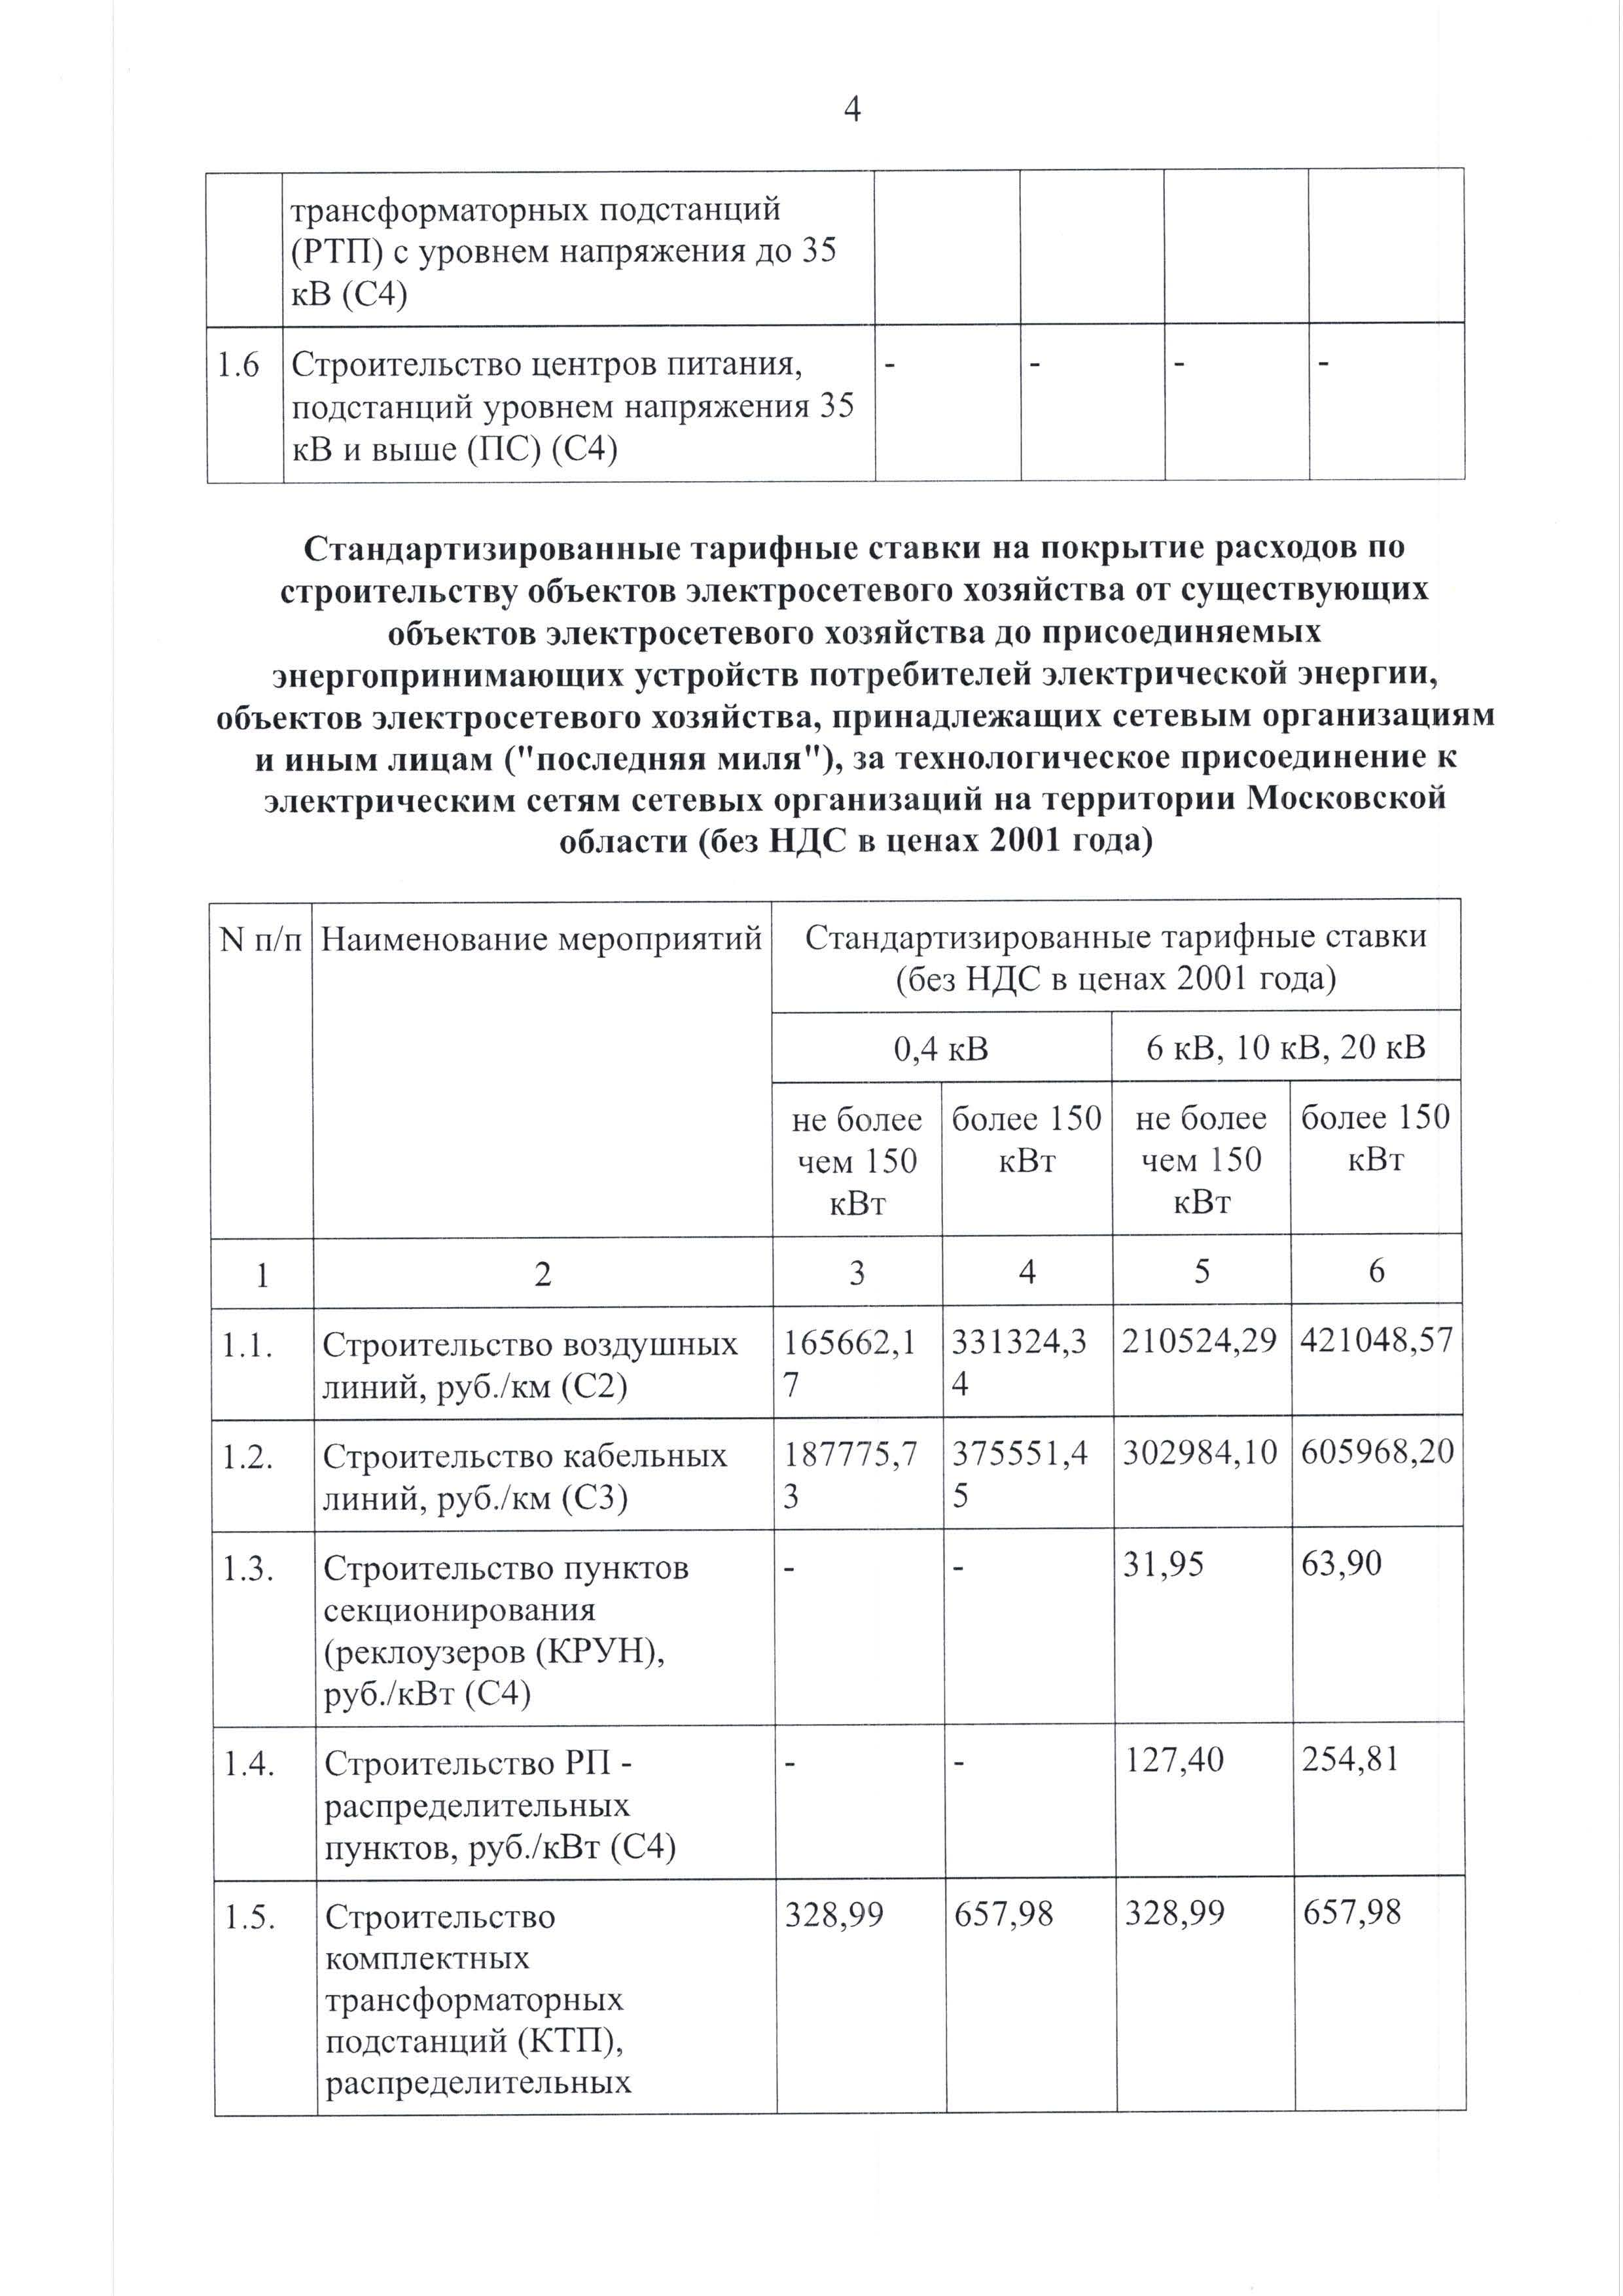 4
трансформаторных подстанций
(РТП) с уровнем напряжения до 35
кВ (С4)
1.6 Строительство центров питания, - - - -
подстанций уровнем напряжения 35
кВ и выше (ПС) (С4)
Стандартизированные тарифные ставки на покрытие расходов по
строительству объектов электросетевого хозяйства от существующих
объектов электросетевого хозяйства до присоединяемых
энергопринимающих устройств потребителей электрической энергии,
объектов электросетевого хозяйства, принадлежащих сетевым организациям
и иным лицам ("последняя миля"), за технологическое присоединение к
электрическим сетям сетевых организаций на территории Московской
области (без НДС в ценах 2001 года)
N п/п Наименование мероприятий Стандартизированные тарифные ставки
(без НДС в ценах 2001 года)
0,4 кВ 6 кВ, 10 кВ, 20 кВ
не более более 150 не более более 150
чем 150 кВт чем 150 кВт
кВт кВт
1 2 3 4 5 6
1.1. Строительство воздушных 165662,1 331324,3 210524,29 421048,57
линий, руб./км (С2) 7 4
1.2. Строительство кабельных 187775,7 375551,4 302984,10 605968,20
линий, руб./км (С3) 3 5
1.3. Строительство пунктов - - 31,95 63,90
секционирования
(реклоузеров (КРУН),
руб./кВт (С4)
1.4. Строительство РП - - - 127,40 254,81
распределительных
пунктов, руб./кВт (С4)
1.5. Строительство 328,99 657,98 328,99 657,98
комплектных
трансформаторных
подстанций (КТП),
распределительных